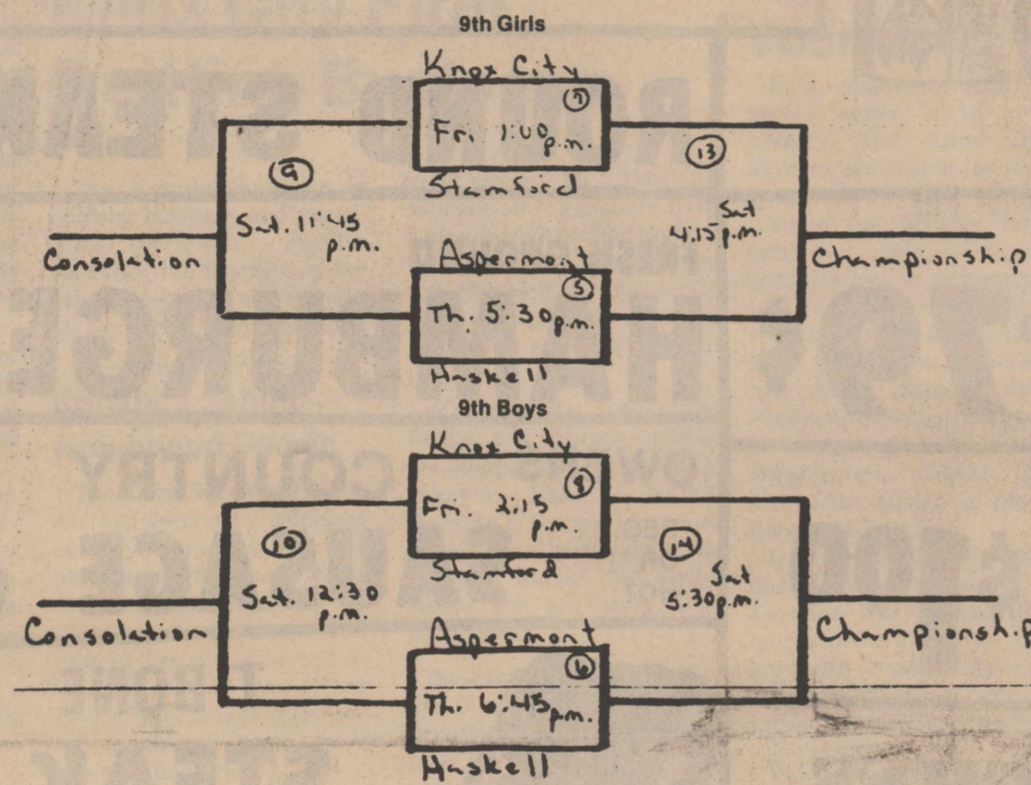 9th Girls
Knox City
7
Fri. 1:00 p.m.
Stamford
9
Sat. 11:45 p.m.
Consolation
13
Sat 4:15 p.m.
Championship
Aspermont
5
Th. 5:30 p.m.
Haskell
9th Boys
Knox City
8
Fri. 2:15 p.m.
Stamford
10
Sat. 12:30 p.m.
Consolation
14
Sat 5:30 p.m.
Championship
Aspermont
6
Th. 6:45 p.m.
Haskell